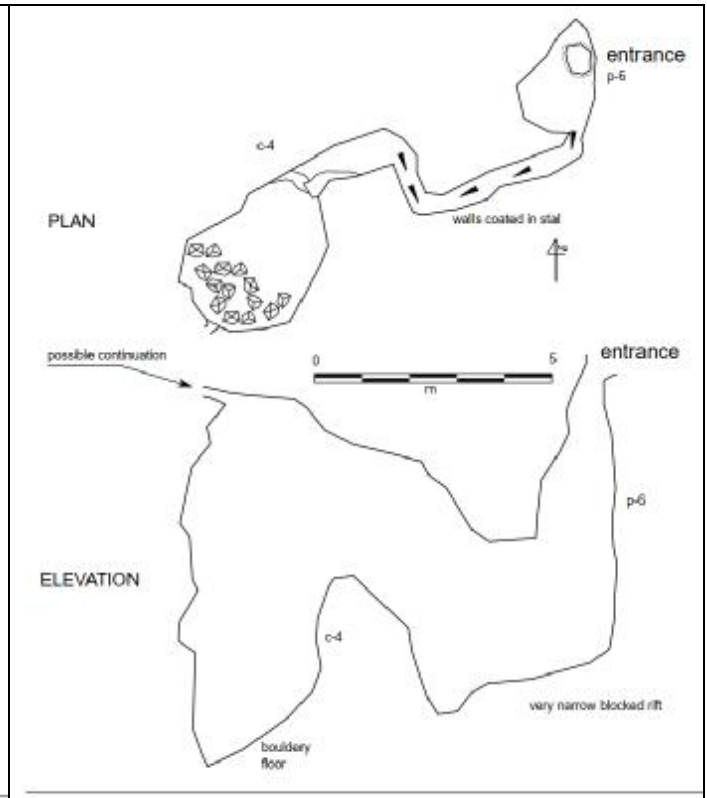 entrance
p-6
c-4
PLAN
walls coated in stal
possible continuation
0 5
m
entrance
p-6
ELEVATION
c-4
very narrow blocked rift
bouldery
floor